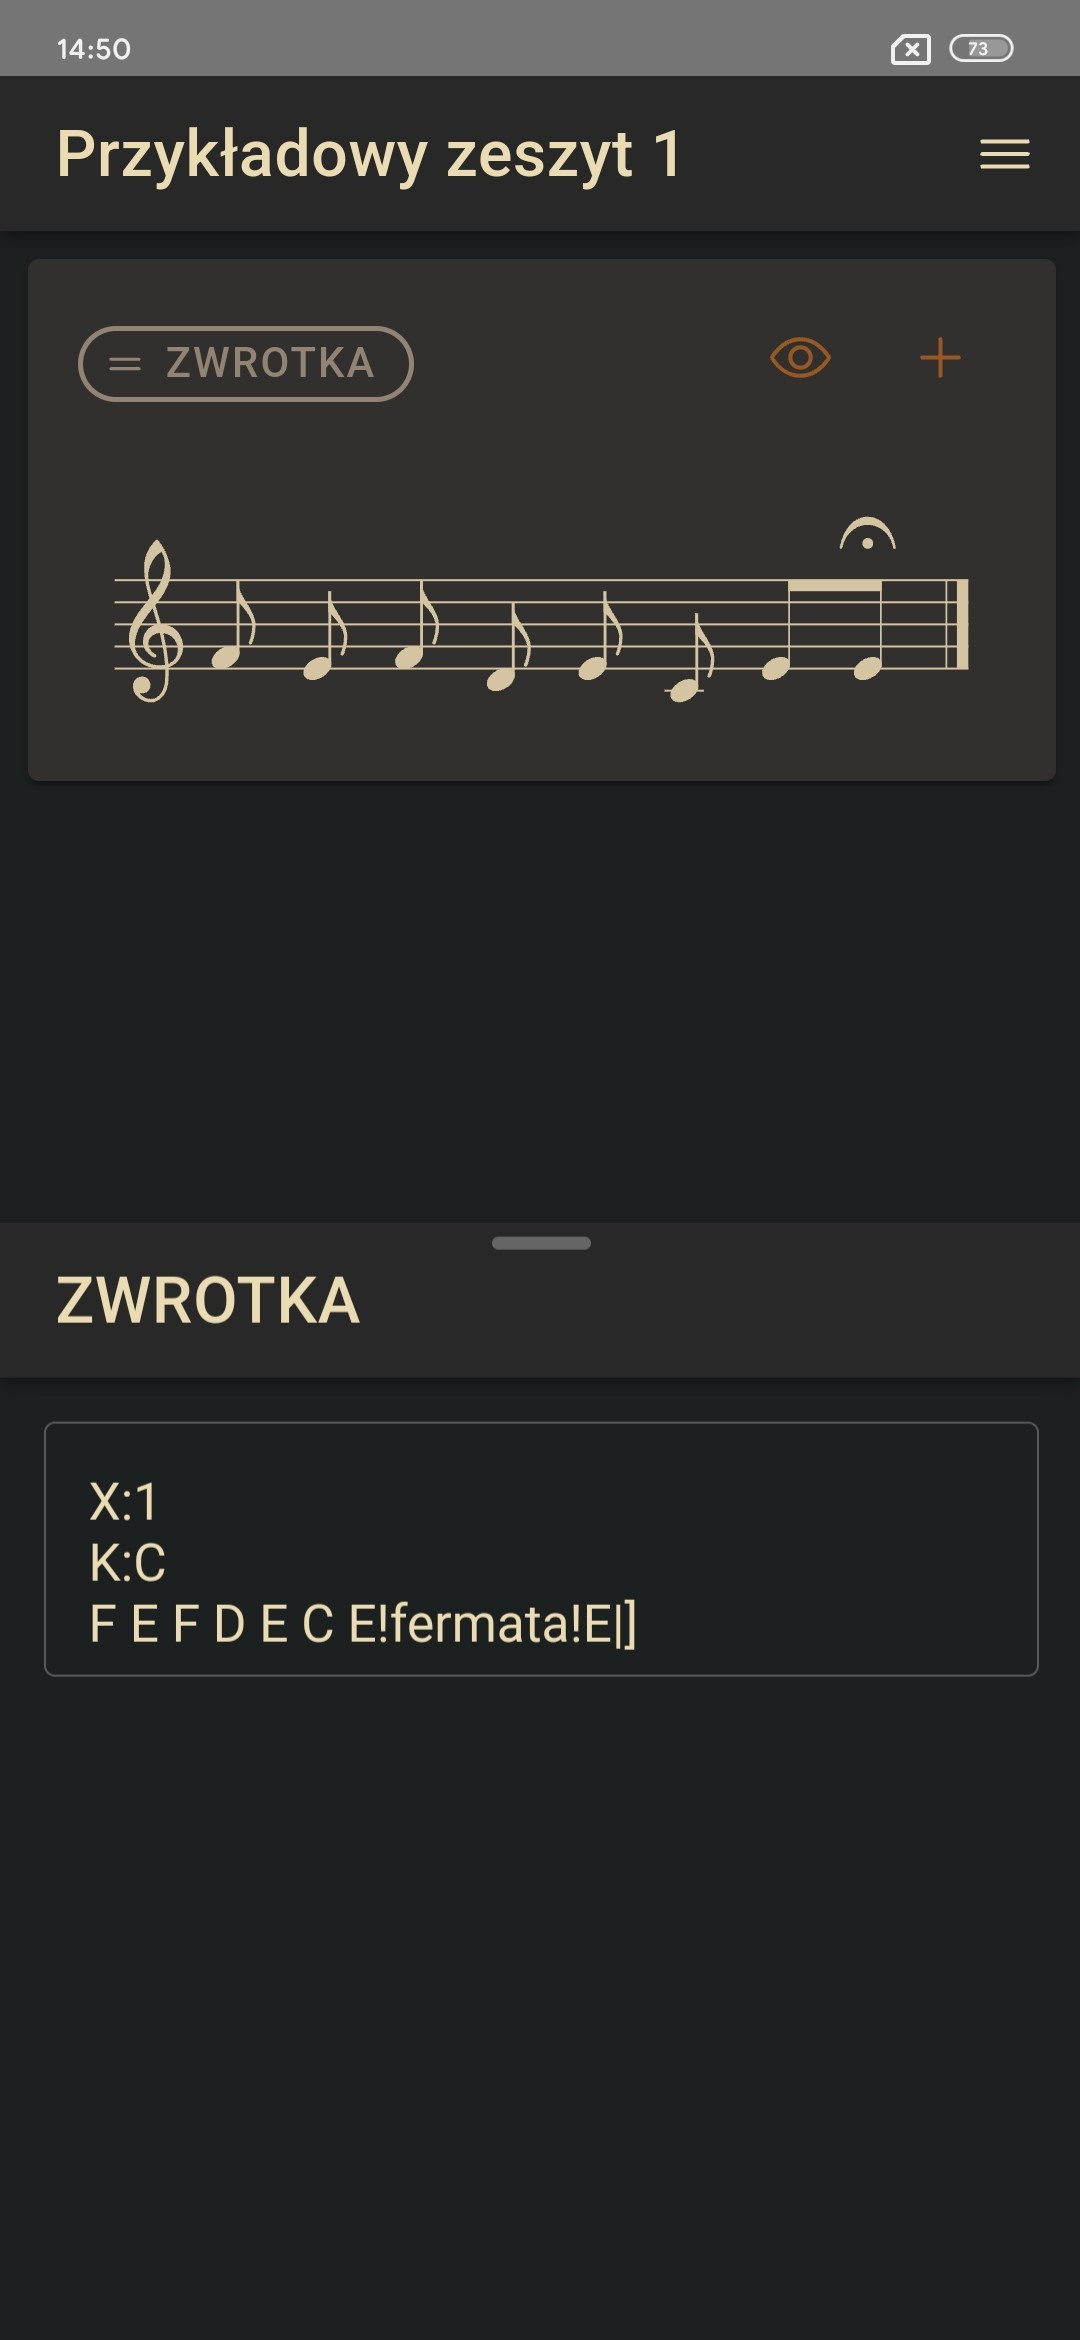 14:50
73
Przykładowy zeszyt 1
ZWROTKA
ZWROTKA
X:1
K:C
F E F D E C E!fermata!E|]